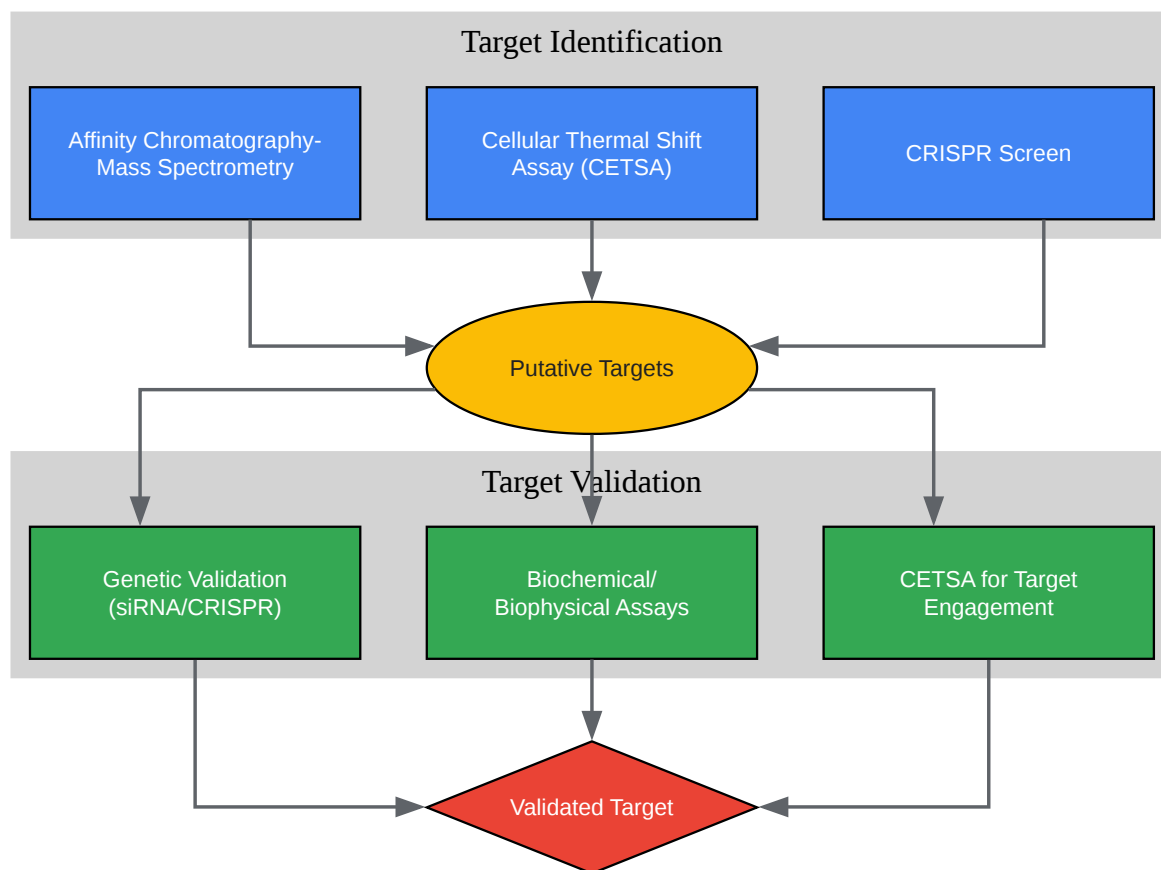 Target Identification
Affinity Chromatography-
Mass Spectrometry
Cellular Thermal Shift
Assay (CETSA)
CRISPR Screen
Putative Targets
Target Validation
Genetic Validation
(siRNA/CRISPR)
Biochemical/
Biophysical Assays
CETSA for Target
Engagement
Validated Target